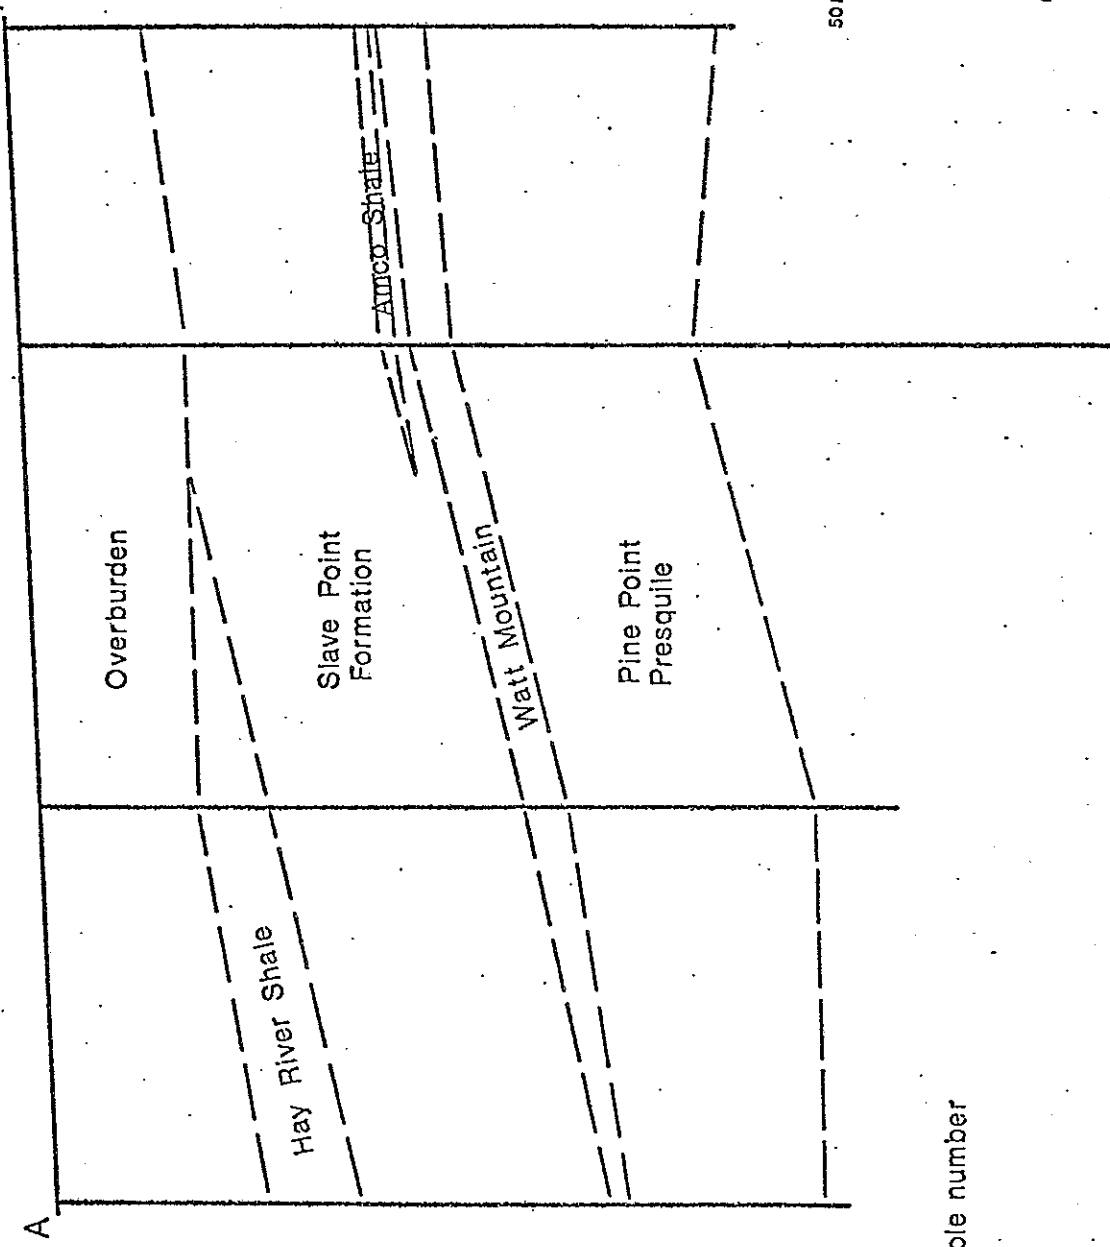 A
Overburden
Hay River Shale
Slave Point
Formation
Amco Shale
Watt Mountain
Pine Point
Presquile
ole number